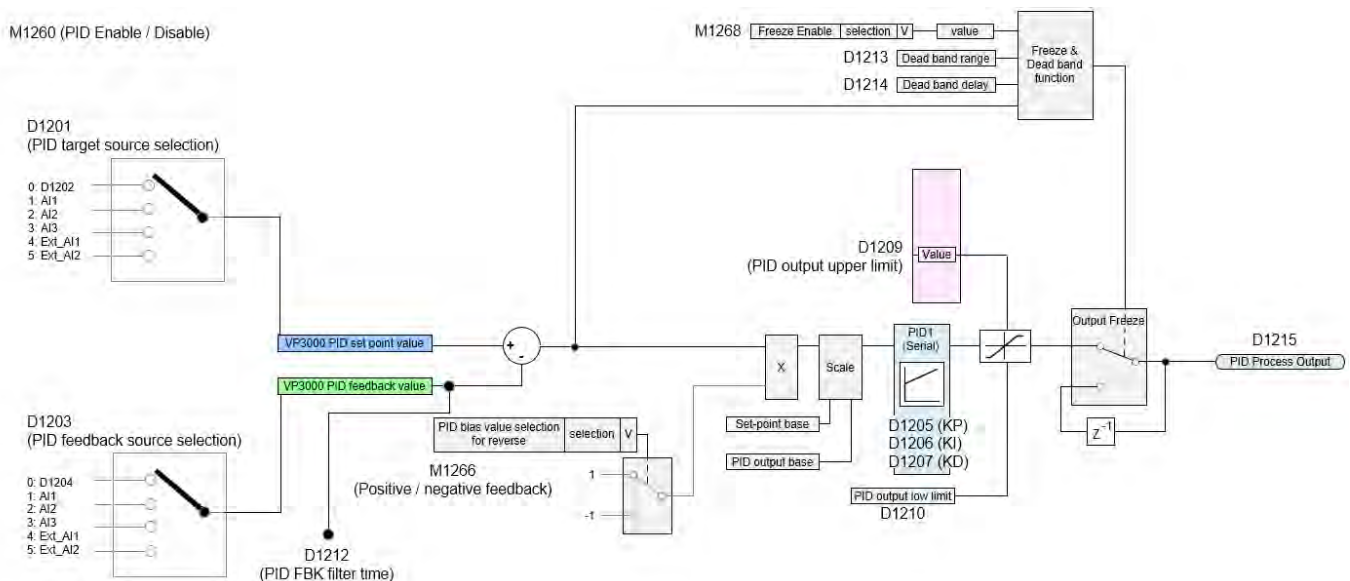 M1260 (PID Enable / Disable)
M1268
Freeze Enable selection V value
D1213 Dead band range
D1214 Dead band delay
Freeze &
Dead band
function
D1201
(PID target source selection)
0: D1202
1: AI1
2: AI2
3: AI3
4: Ext_AI1
5: Ext_AI2
D1209
(PID output upper limit)
Value
VP3000 PID set point value
+
-
VP3000 PID feedback value
X
Scale
PID1
(Serial)
Output Freeze
D1215
PID Process Output
Z-1
D1203
(PID feedback source selection)
0: D1204
1: AI1
2: AI2
3: AI3
4: Ext_AI1
5: Ext_AI2
PID bias value selection
for reverse
selection V
M1266
(Positive / negative feedback)
1
-1
Set-point base
PID output base
D1205 (KP)
D1206 (KI)
D1207 (KD)
PID output low limit
D1210
D1212
(PID FBK filter time)